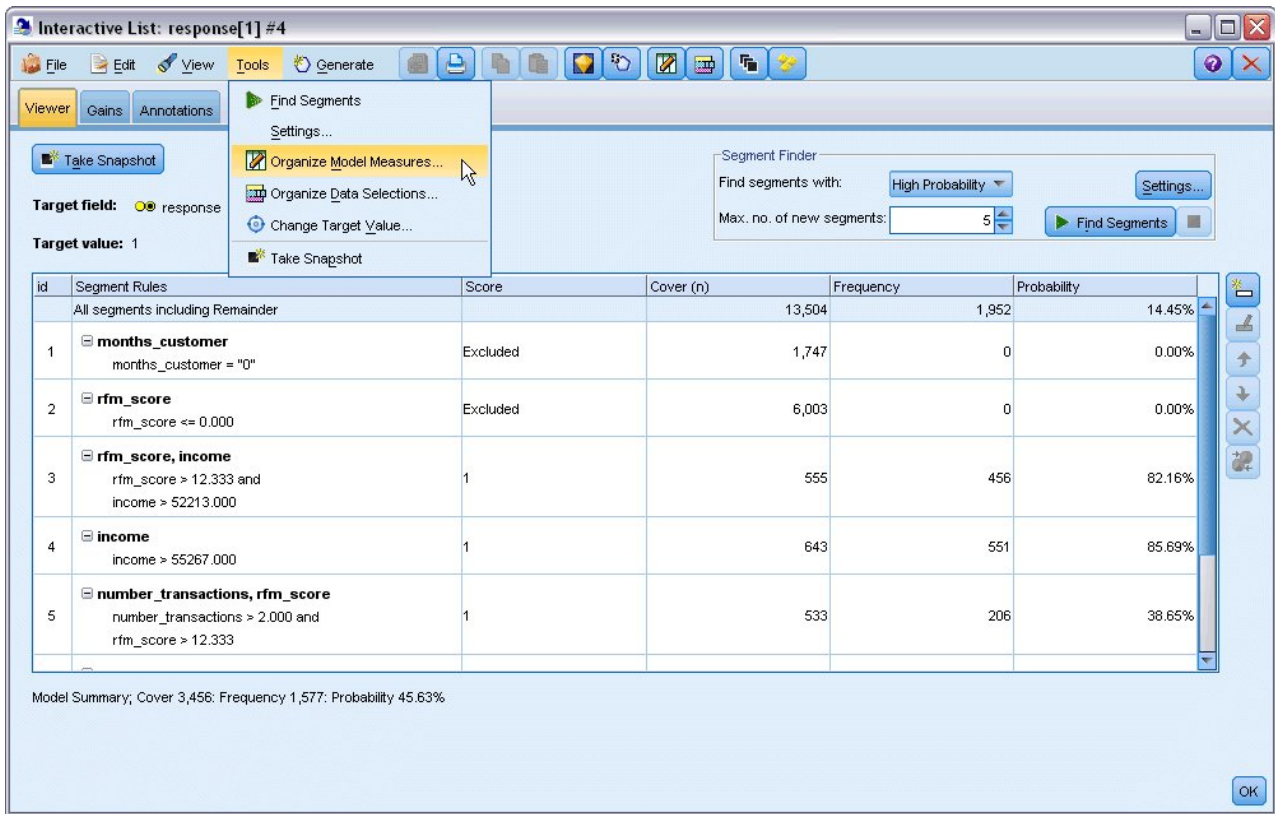 Interactive List: response[1] #4
File Edit View Tools Generate
Viewer Gains Annotations
Find Segments
Settings...
Organize Model Measures...
Organize Data Selections...
Change Target Value...
Take Snapshot
Take Snapshot
Target field: response
Target value: 1
Segment Finder
Find segments with: High Probability Settings...
Max. no. of new segments: 5 Find Segments
id Segment Rules Score Cover (n) Frequency Probability
All segments including Remainder 13,504 1,952 14.45%
1 months_customer Excluded 1,747 0 0.00%
months_customer = "0"
2 rfm_score Excluded 6,003 0 0.00%
rfm_score <= 0.000
3 rfm_score, income 1 555 456 82.16%
rfm_score > 12.333 and
income > 52213.000
4 income 1 643 551 85.69%
income > 55267.000
5 number_transactions, rfm_score 1 533 206 38.65%
number_transactions > 2.000 and
rfm_score > 12.333
Model Summary; Cover 3,456: Frequency 1,577: Probability 45.63%
OK